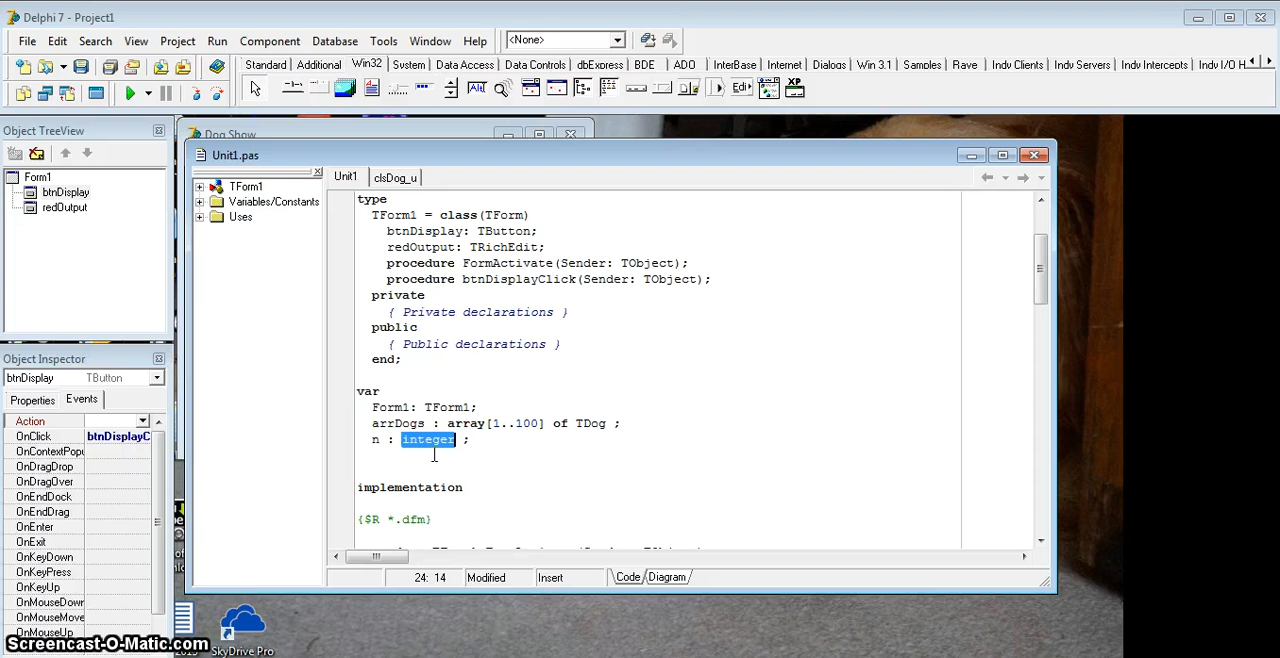 Delphi 7 - Project1
File Edit Search View Project Run Component Database Tools Window Help <None>
Standard Additional Win32 System Data Access Data Controls dbExpress BDE ADO InterBase Internet Dialogs Win 3.1 Samples Rave Indy Clients Indy Servers Indy Intercepts Indy I/O H
Object TreeView
Form1
btnDisplay
redOutput
Dog Show
Unit1.pas
TForm1
Variables/Constants
Uses
Unit1 clsDog_u
type
TForm1 = class(TForm)
btnDisplay: TButton;
redOutput: TRichEdit;
procedure FormActivate(Sender: TObject);
procedure btnDisplayClick(Sender: TObject);
private
{ Private declarations }
public
{ Public declarations }
end;
var
Form1: TForm1;
arrDogs : array[1..100] of TDog ;
n : integer ;
implementation
{$R *.dfm}
24: 14 Modified Insert Code Diagram
Object Inspector
btnDisplay TButton
Properties Events
Action
OnClick btnDisplayC
OnContextPopu
OnDragDrop
OnDragOver
OnEndDock
OnEndDrag
OnEnter
OnExit
OnKeyDown
OnKeyPress
OnKeyUp
OnMouseDown
OnMouseMove
OnMouseUp
SkyDrive Pro
Screencast-O-Matic.com